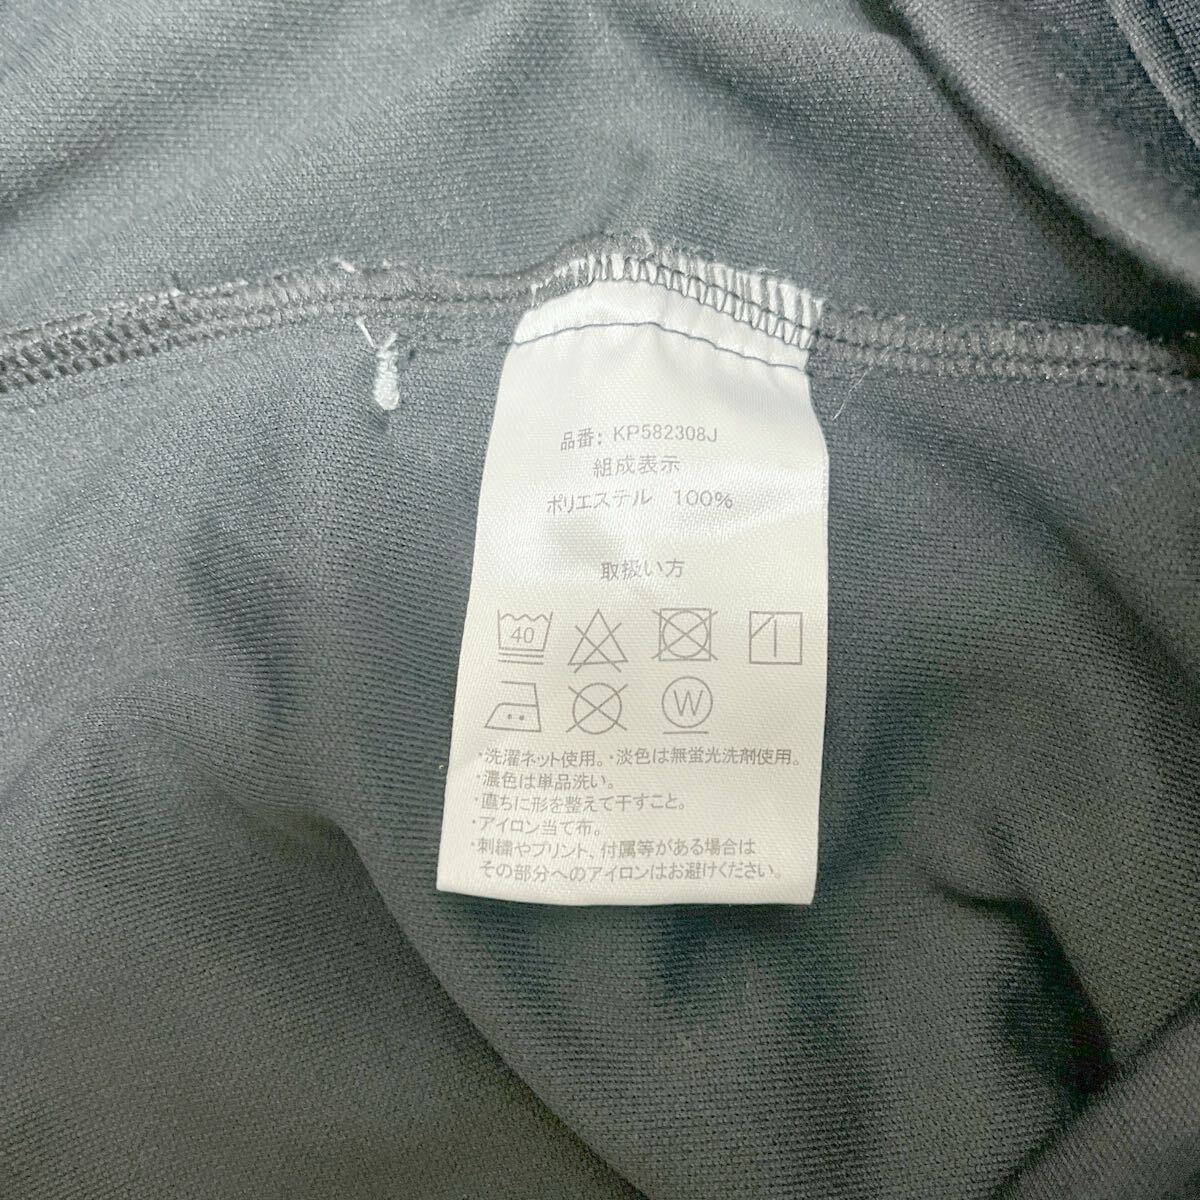 品番: KP582308J
組成表示
ポリエステル 100%
取扱い方
40
W
・洗濯ネット使用。・淡色は無蛍光洗剤使用。
・濃色は単品洗い。
・直ちに形を整えて干すこと。
・アイロン当て布。
・刺繍やプリント、付属等がある場合は
その部分へのアイロンはお避けください。